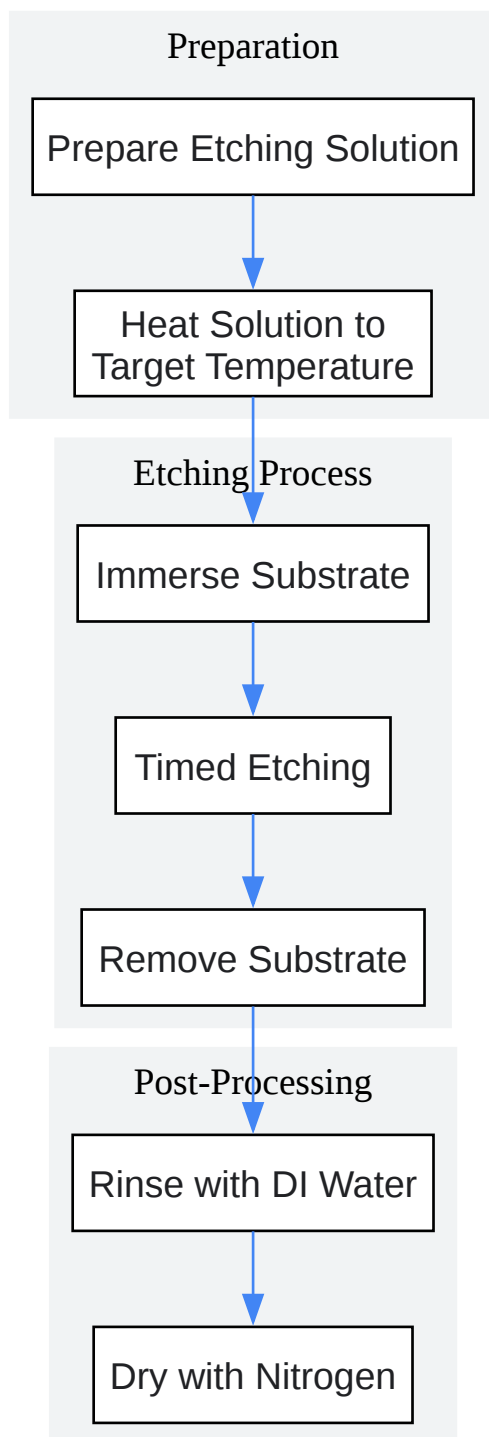 Preparation
Prepare Etching Solution
Heat Solution to
Target Temperature
Etching Process
Immerse Substrate
Timed Etching
Remove Substrate
Post-Processing
Rinse with DI Water
Dry with Nitrogen